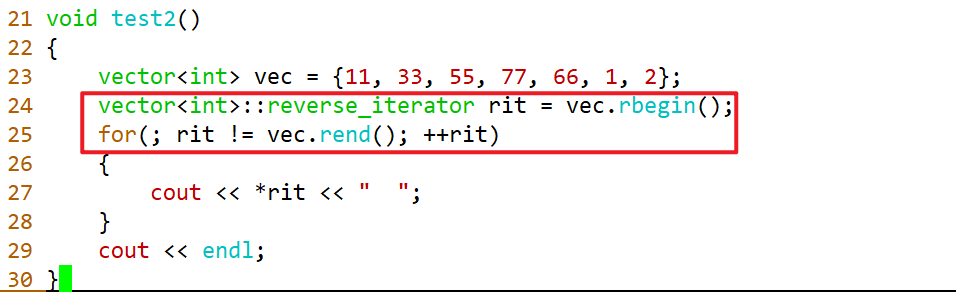 21 void test2()
22 {
23     vector<int> vec = {11, 33, 55, 77, 66, 1, 2};
24     vector<int>::reverse_iterator rit = vec.rbegin();
25     for(; rit != vec.rend(); ++rit)
26     {
27         cout << *rit << "  ";
28     }
29     cout << endl;
30 }